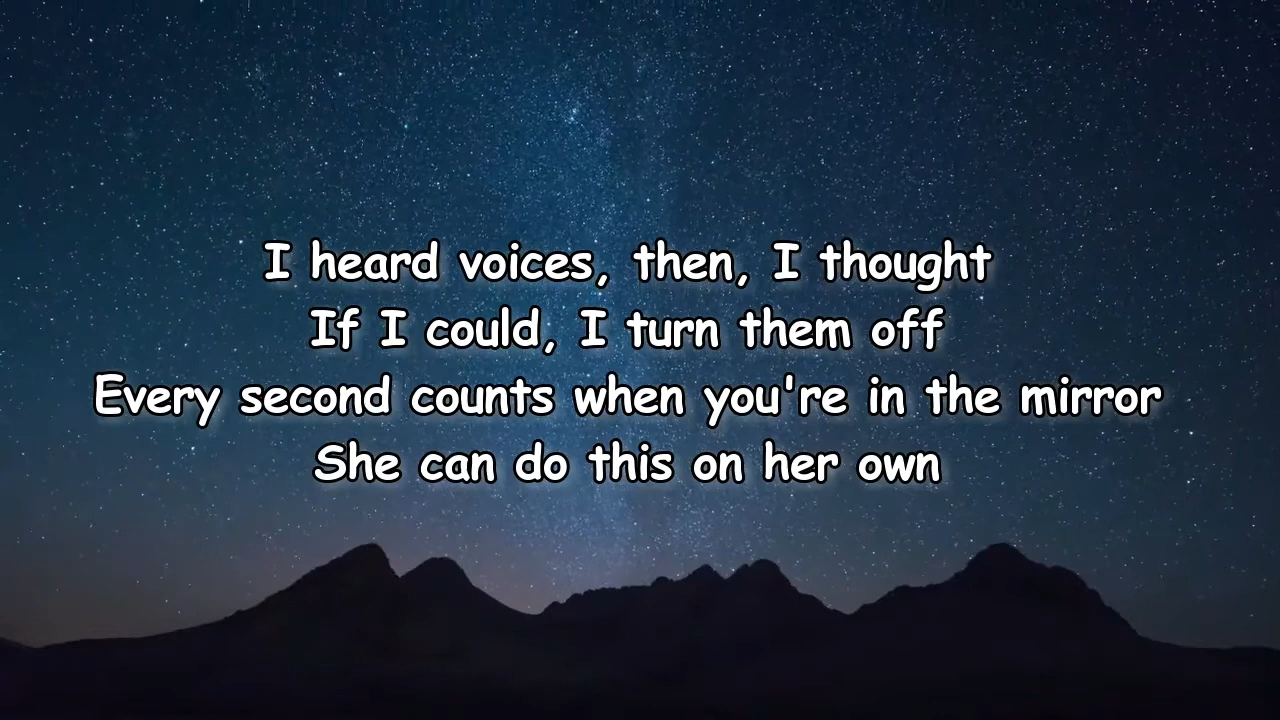 I heard voices, then, I thought
If I could, I turn them off
Every second counts when you're in the mirror
She can do this on her own